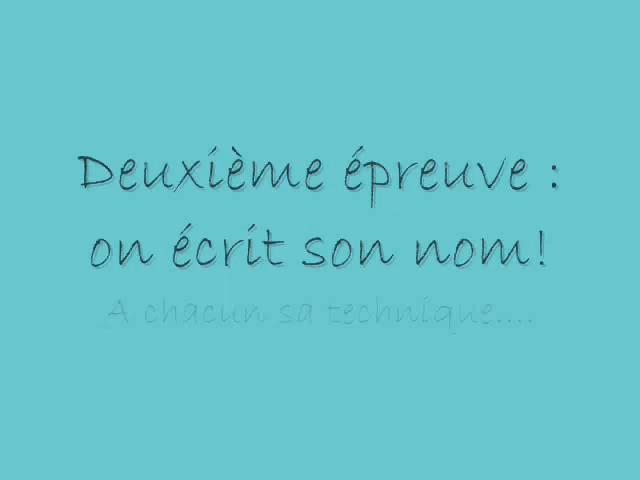 Deuxième épreuve :
on écrit son nom!
A chacun sa technique....